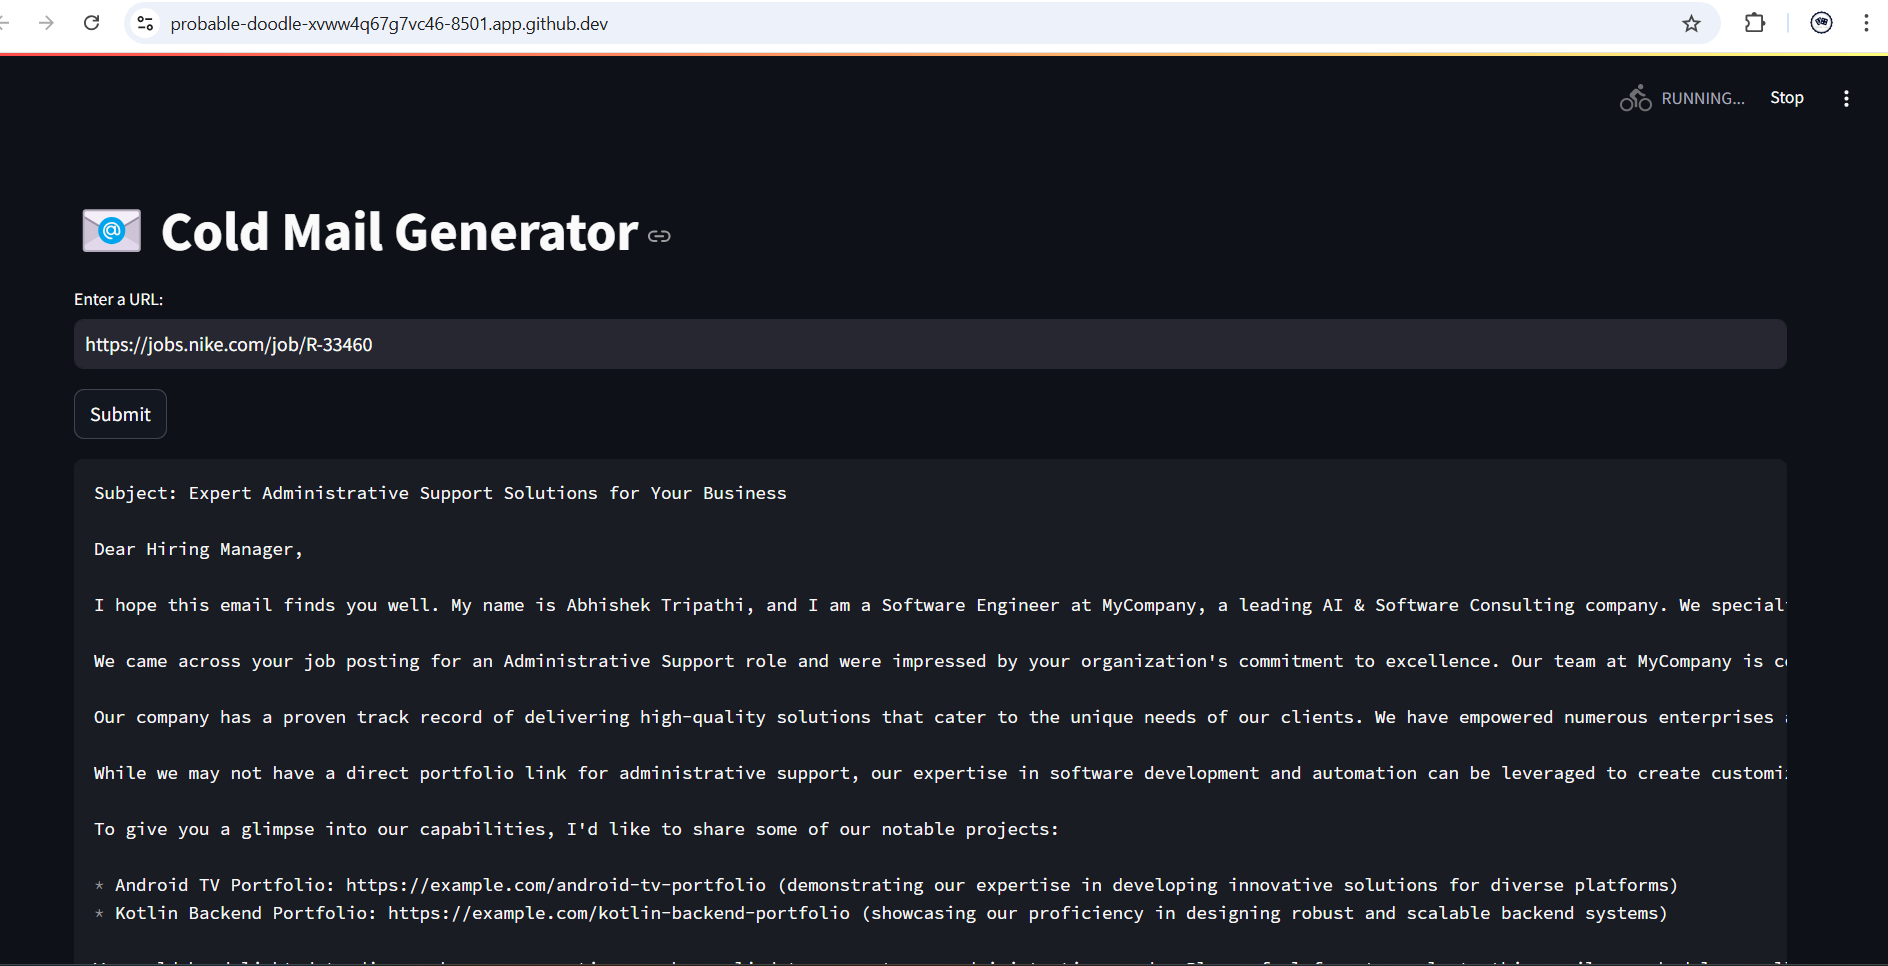 probable-doodle-xvww4q67g7vc46-8501.app.github.dev
RUNNING... Stop
Cold Mail Generator
Enter a URL:
https://jobs.nike.com/job/R-33460
Submit
Subject: Expert Administrative Support Solutions for Your Business
Dear Hiring Manager,
I hope this email finds you well. My name is Abhishek Tripathi, and I am a Software Engineer at MyCompany, a leading AI & Software Consulting company. We special
We came across your job posting for an Administrative Support role and were impressed by your organization's commitment to excellence. Our team at MyCompany is
Our company has a proven track record of delivering high-quality solutions that cater to the unique needs of our clients. We have empowered numerous enterprises
While we may not have a direct portfolio link for administrative support, our expertise in software development and automation can be leveraged to create customi
To give you a glimpse into our capabilities, I'd like to share some of our notable projects:
* Android TV Portfolio: https://example.com/android-tv-portfolio (demonstrating our expertise in developing innovative solutions for diverse platforms)
* Kotlin Backend Portfolio: https://example.com/kotlin-backend-portfolio (showcasing our proficiency in designing robust and scalable backend systems)